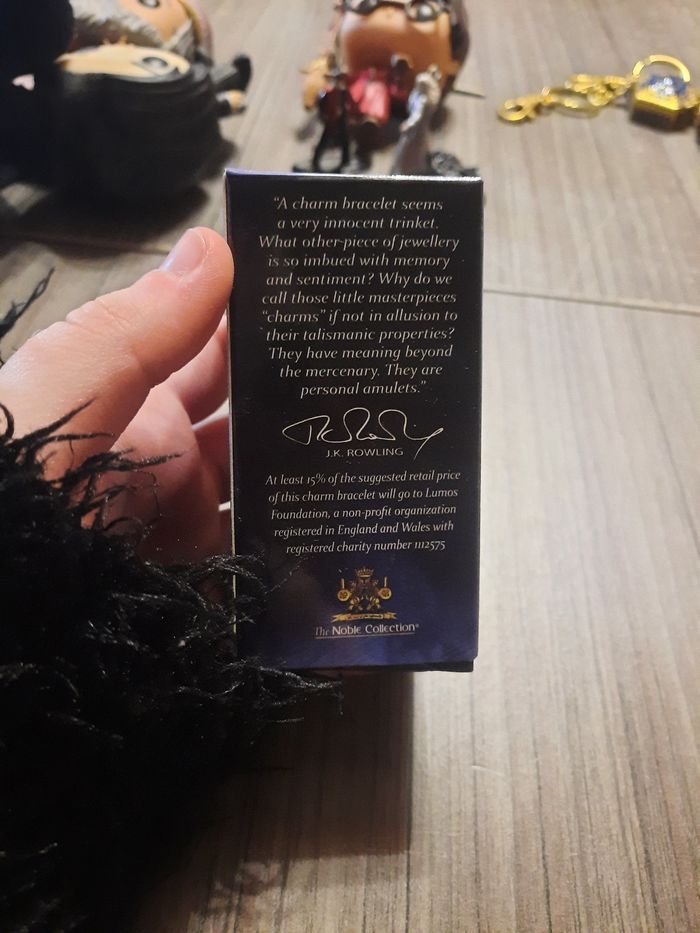 “A charm bracelet seems
a very innocent trinket.
What other piece of jewellery
is so imbued with memory
and sentiment? Why do we
call those little masterpieces
“charms” if not in allusion to
their talismanic properties?
They have meaning beyond
the mercenary. They are
personal amulets.”
J.K. ROWLING
At least 15% of the suggested retail price
of this charm bracelet will go to Lumos
Foundation, a non-profit organization
registered in England and Wales with
registered charity number 1112575
The Noble Collection®